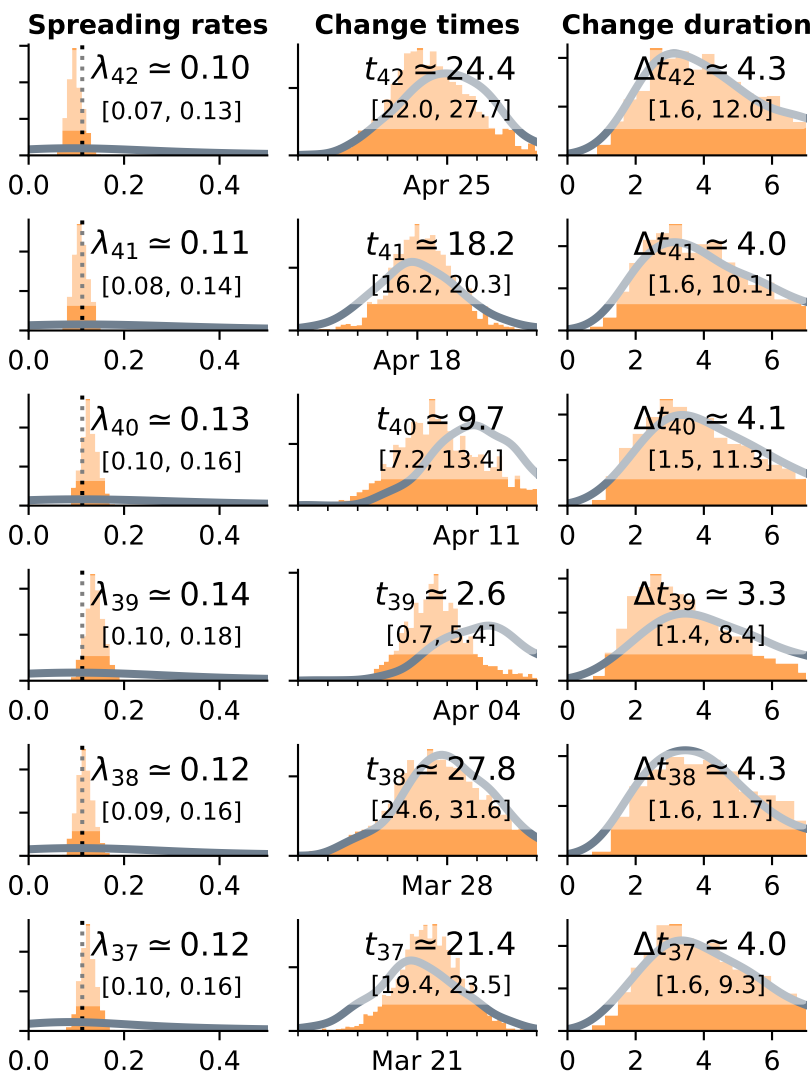 Spreading rates Change times Change duration
λ42 ≃ 0.10 t42 ≃ 24.4 Δt42 ≃ 4.3
[0.07, 0.13] [22.0, 27.7] [1.6, 12.0]
0.0 0.2 0.4 Apr 25 0 2 4 6
λ41 ≃ 0.11 t41 ≃ 18.2 Δt41 ≃ 4.0
[0.08, 0.14] [16.2, 20.3] [1.6, 10.1]
0.0 0.2 0.4 Apr 18 0 2 4 6
λ40 ≃ 0.13 t40 ≃ 9.7 Δt40 ≃ 4.1
[0.10, 0.16] [7.2, 13.4] [1.5, 11.3]
0.0 0.2 0.4 Apr 11 0 2 4 6
λ39 ≃ 0.14 t39 ≃ 2.6 Δt39 ≃ 3.3
[0.10, 0.18] [0.7, 5.4] [1.4, 8.4]
0.0 0.2 0.4 Apr 04 0 2 4 6
λ38 ≃ 0.12 t38 ≃ 27.8 Δt38 ≃ 4.3
[0.09, 0.16] [24.6, 31.6] [1.6, 11.7]
0.0 0.2 0.4 Mar 28 0 2 4 6
λ37 ≃ 0.12 t37 ≃ 21.4 Δt37 ≃ 4.0
[0.10, 0.16] [19.4, 23.5] [1.6, 9.3]
0.0 0.2 0.4 Mar 21 0 2 4 6